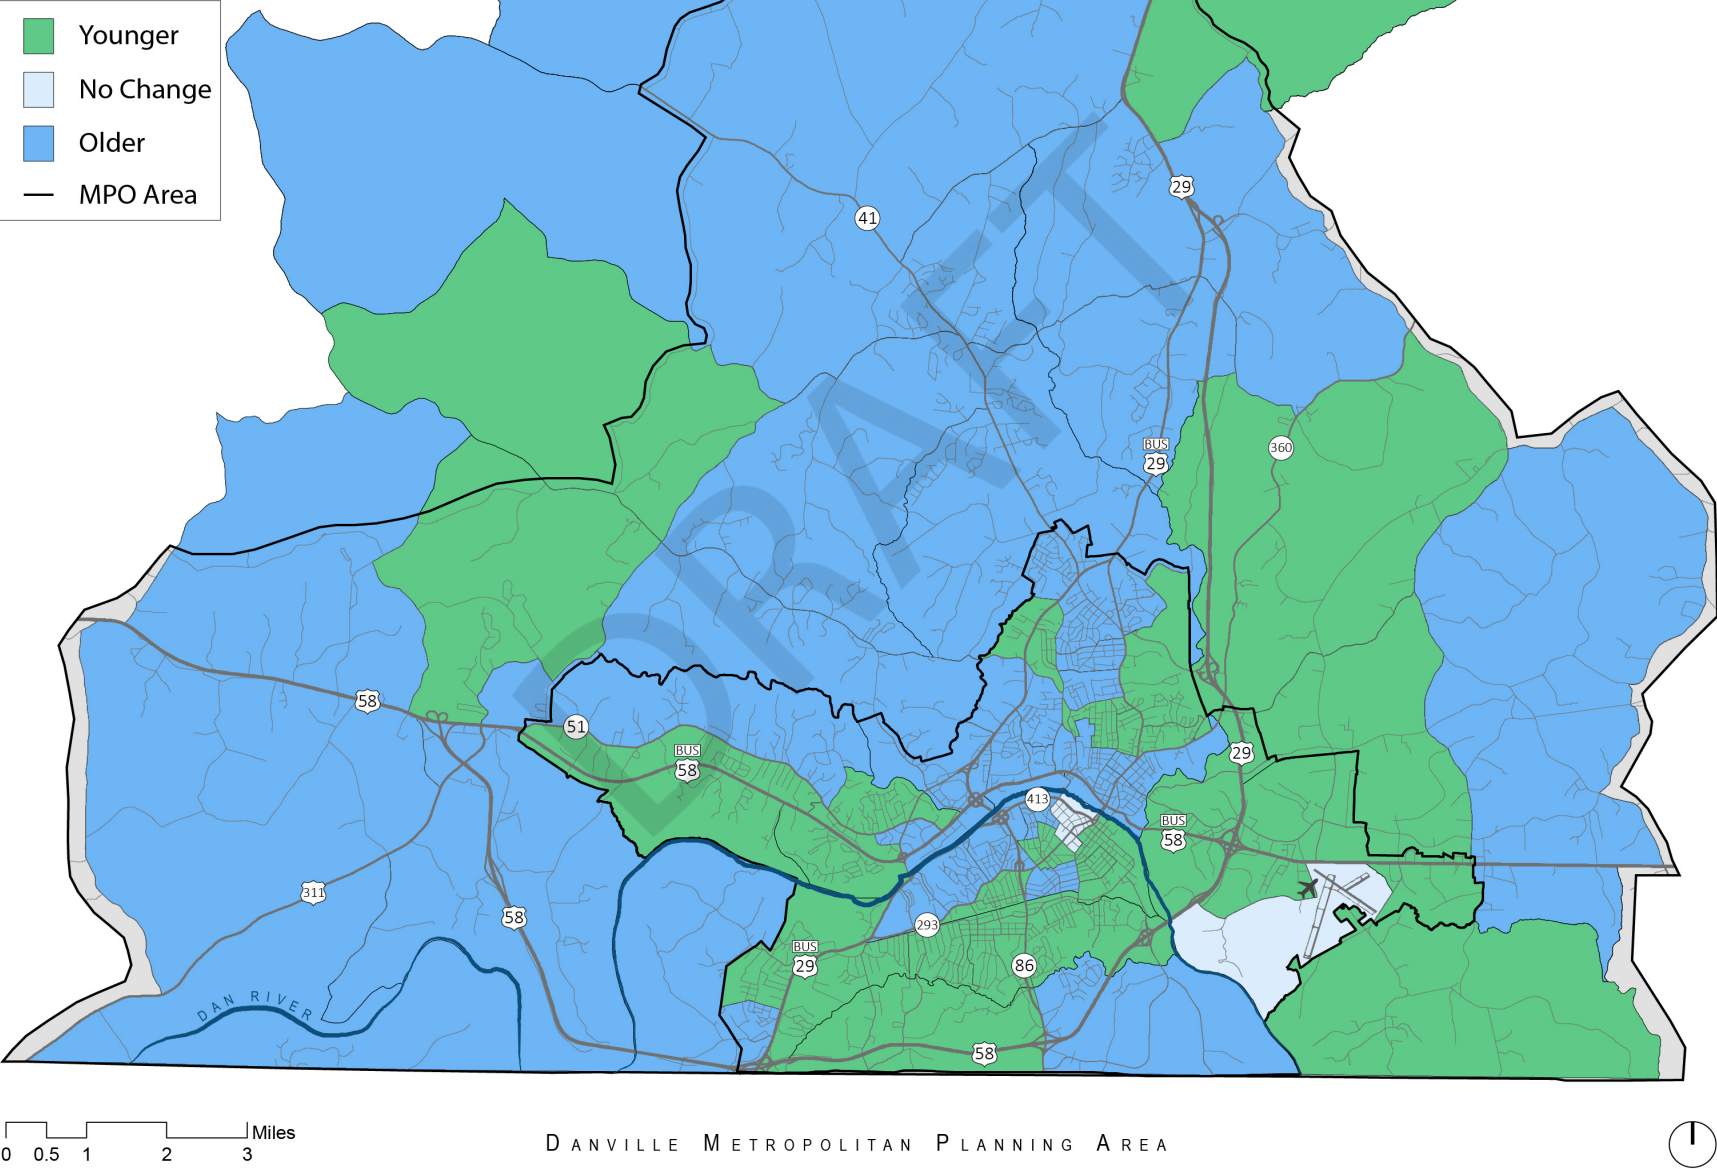 Younger
No Change
Older
MPO Area
29
41
BUS
29
360
58
51
BUS
58
29
413
BUS
58
311
58
293
BUS
29
86
DAN RIVER
58
DRAFT
Miles
0 0.5 1 2 3
DANVILLE METROPOLITAN PLANNING AREA